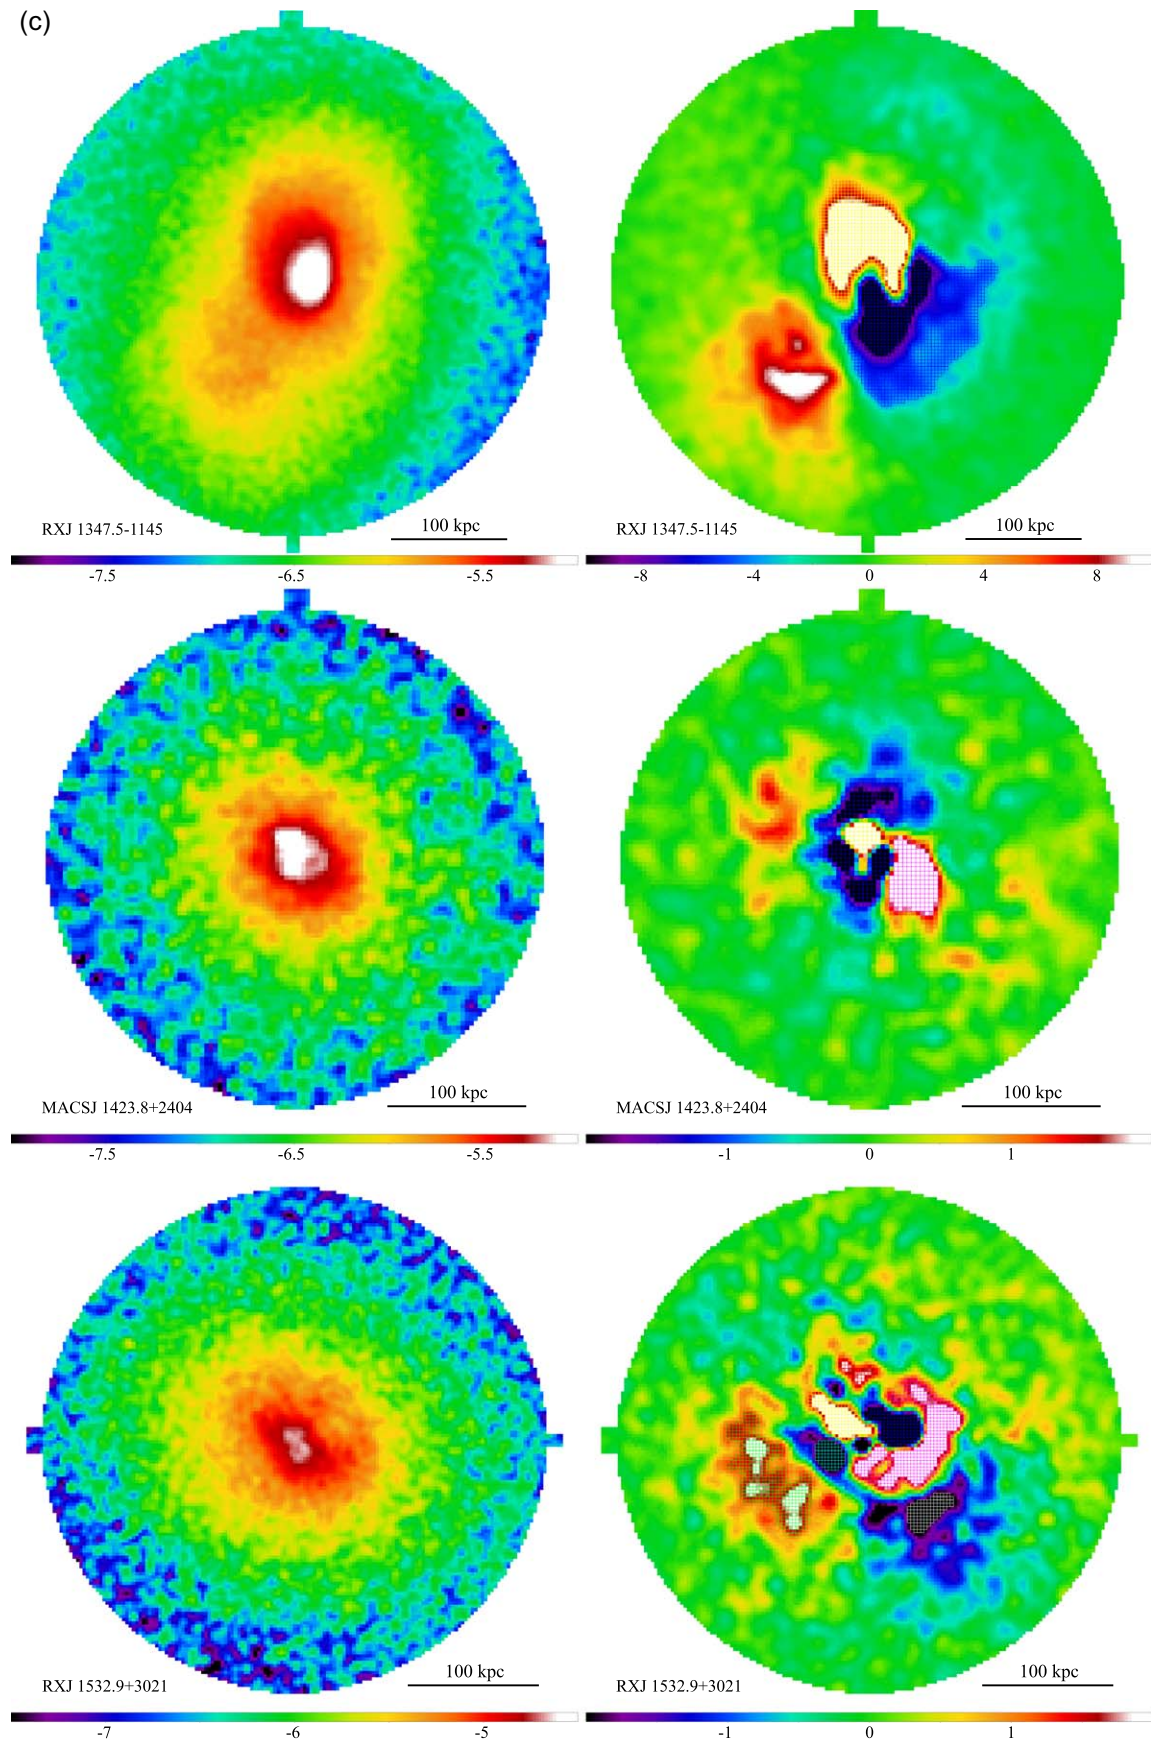 (c)
RXJ 1347.5-1145 100 kpc RXJ 1347.5-1145 100 kpc
-7.5 -6.5 -5.5 -8 -4 0 4 8
MACSJ 1423.8+2404 100 kpc MACSJ 1423.8+2404 100 kpc
-7.5 -6.5 -5.5 -1 0 1
RXJ 1532.9+3021 100 kpc RXJ 1532.9+3021 100 kpc
-7 -6 -5 -1 0 1